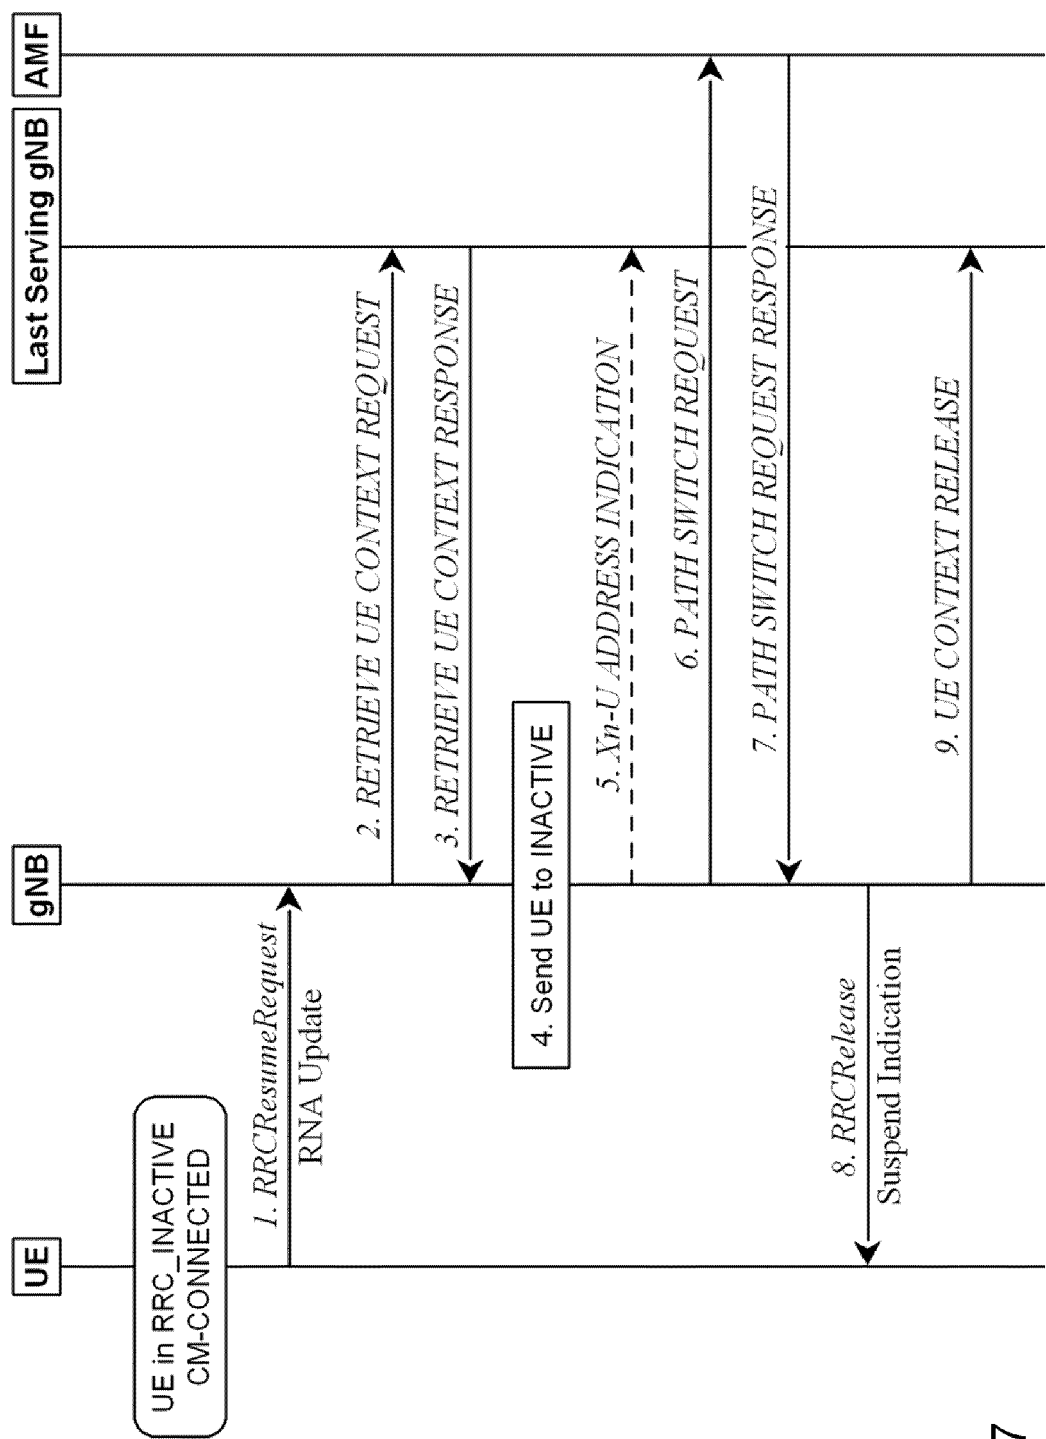 UE
gNB
Last Serving gNB
AMF
UE in RRC_INACTIVE
CM-CONNECTED
1. RRCResumeRequest
RNA Update
2. RETRIEVE UE CONTEXT REQUEST
3. RETRIEVE UE CONTEXT RESPONSE
4. Send UE to INACTIVE
5. Xn-U ADDRESS INDICATION
6. PATH SWITCH REQUEST
7. PATH SWITCH REQUEST RESPONSE
8. RRCRelease
Suspend Indication
9. UE CONTEXT RELEASE
7